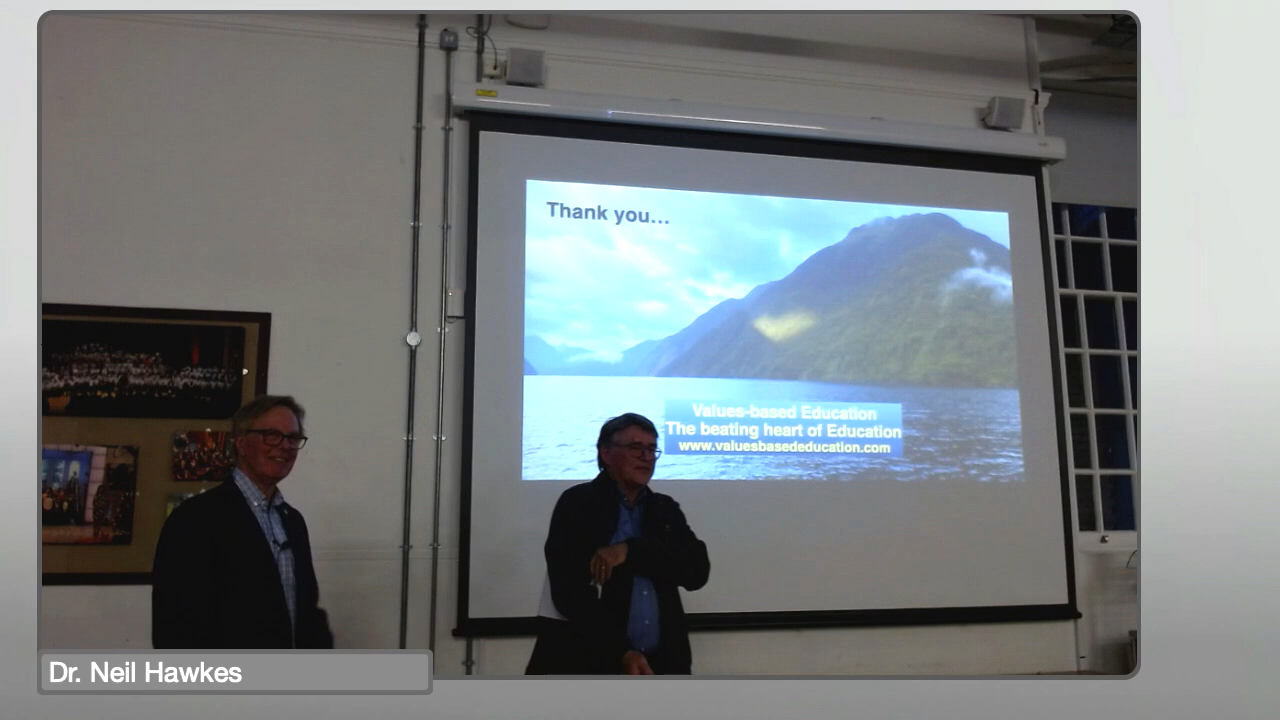 Thank you...
Values-based Education
The beating heart of Education
www.valuesbasededucation.com
Dr. Neil Hawkes